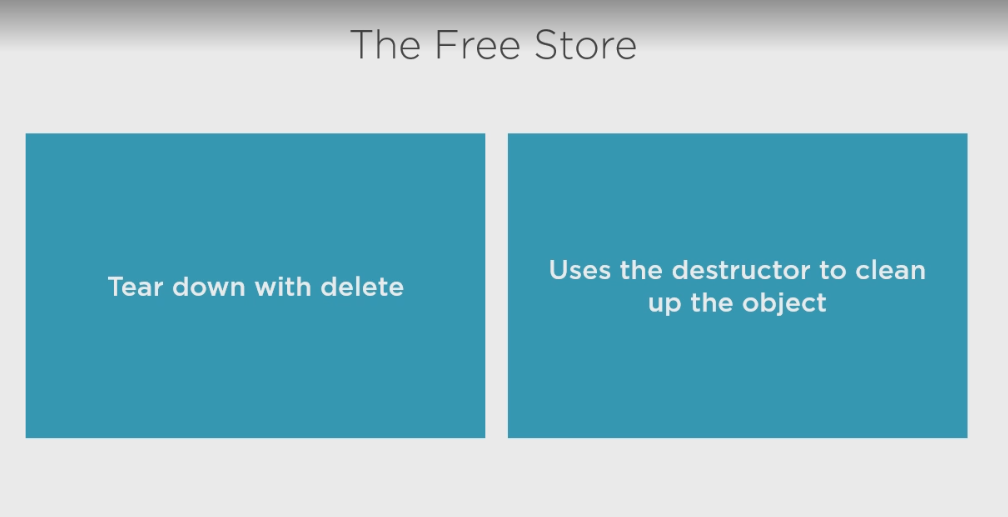 The Free Store
Tear down with delete
Uses the destructor to clean
up the object